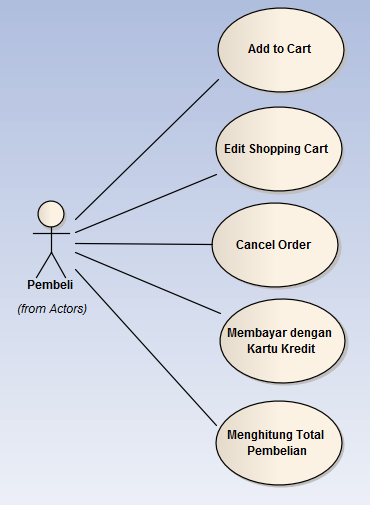 Add to Cart
Edit Shopping Cart
Cancel Order
Pembeli
(from Actors)
Membayar dengan
Kartu Kredit
Menghitung Total
Pembelian